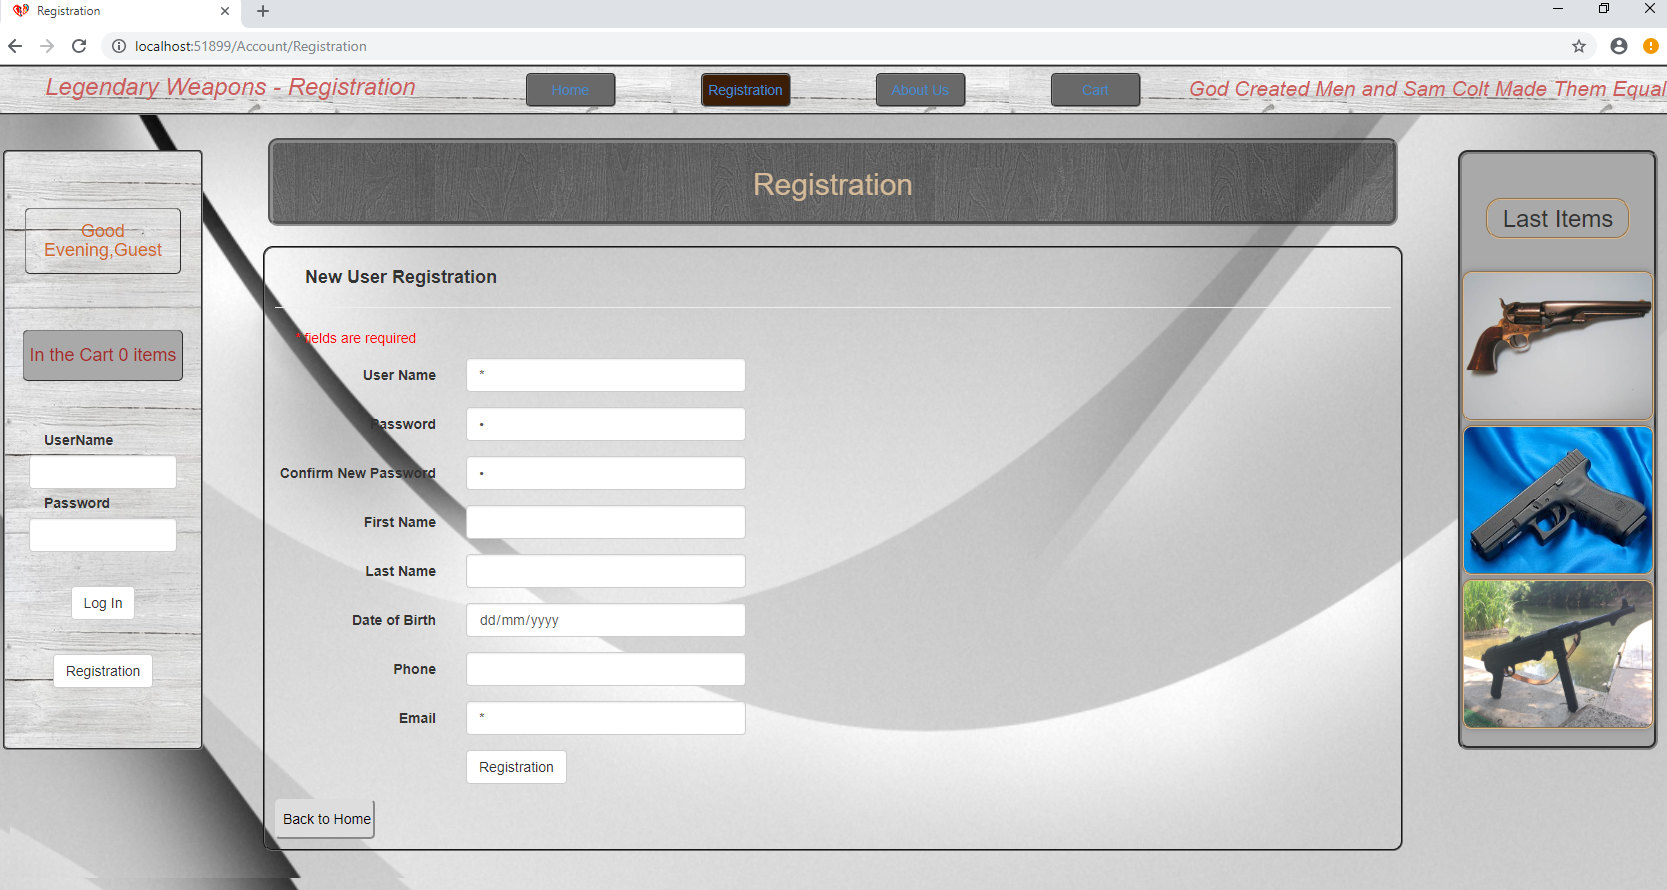 Registration
localhost:51899/Account/Registration
Legendary Weapons - Registration
Home
Registration
About Us
Cart
God Created Men and Sam Colt Made Them Equal
Good
Evening,Guest
In the Cart 0 items
UserName
Password
Log In
Registration
Registration
New User Registration
* fields are required
User Name
*
Password
•
Confirm New Password
•
First Name
Last Name
Date of Birth
dd/mm/yyyy
Phone
Email
*
Registration
Back to Home
Last Items